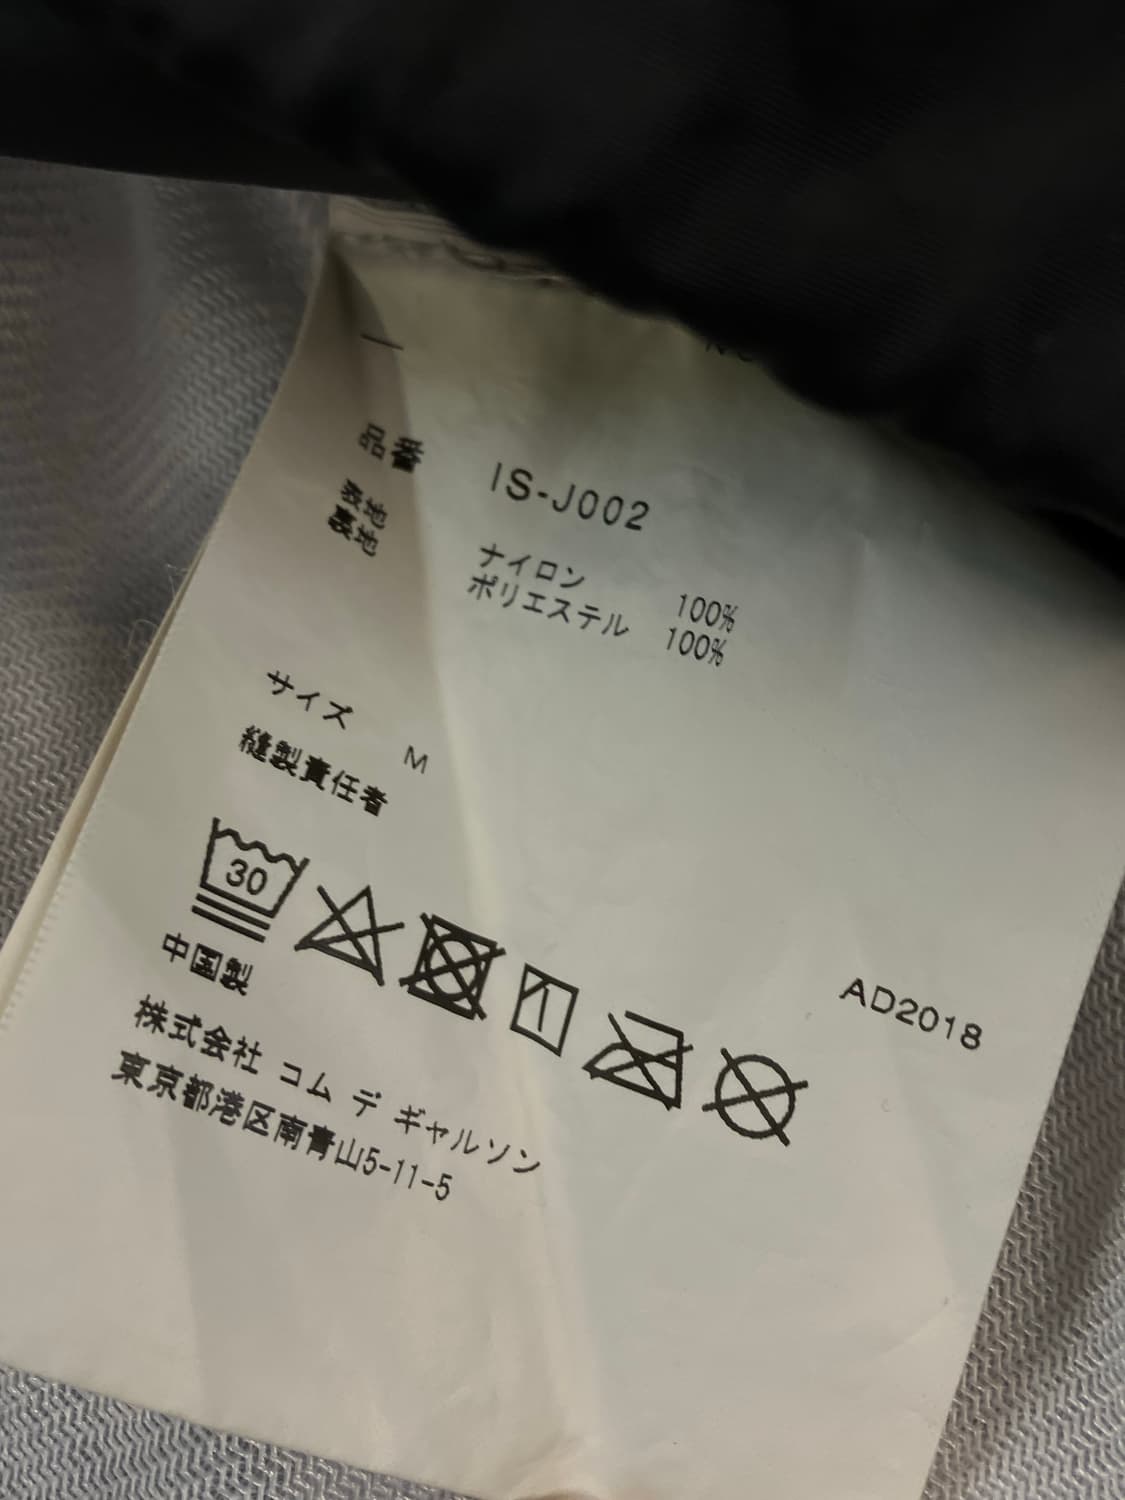 品番 IS-J002
表地 ナイロン 100%
裏地 ポリエステル 100%
サイズ M
縫製責任者
30
中国製
AD2018
株式会社 コム デ ギャルソン
東京都港区南青山5-11-5